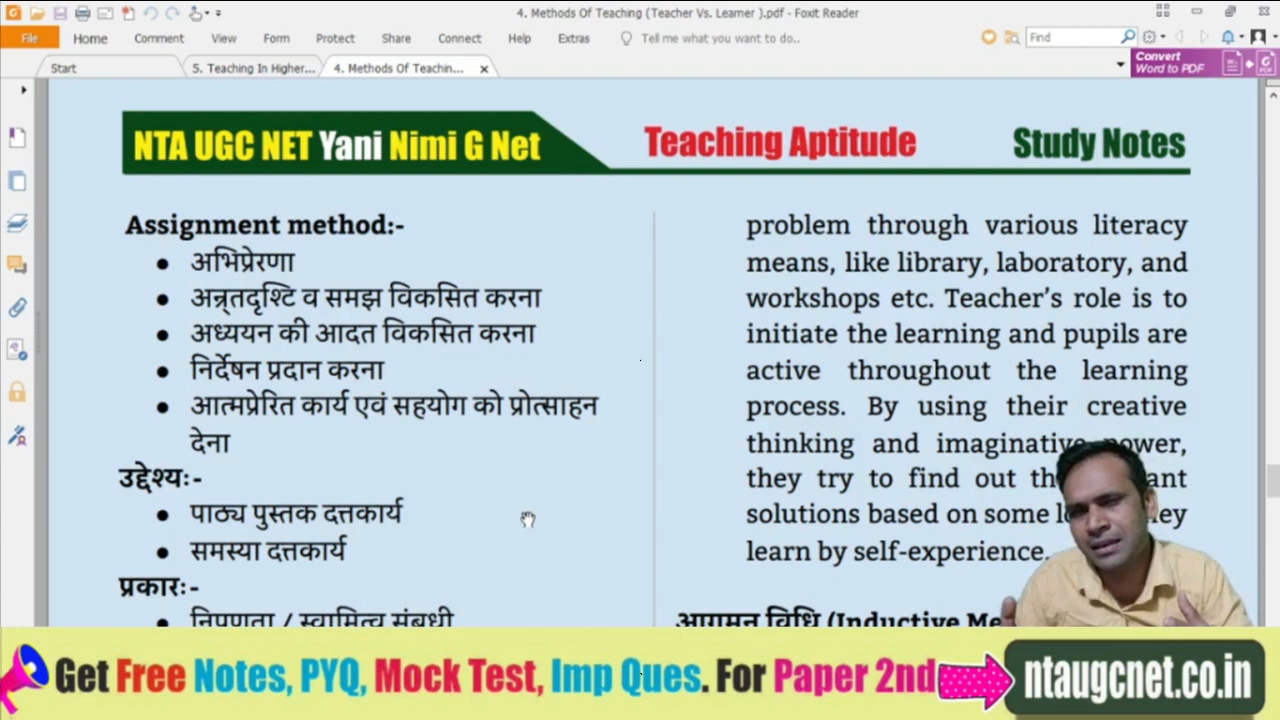 4. Methods Of Teaching (Teacher Vs. Learner ).pdf - Foxit Reader
File Home Comment View Form Protect Share Connect Help Extras Tell me what you want to do.. Find
Start 5. Teaching In Higher... 4. Methods Of Teachin...
Convert
Word to PDF
NTA UGC NET Yani Nimi G Net Teaching Aptitude Study Notes
Assignment method:-
● अभिप्रेरणा
● अन्र्तदृश्टि व समझ विकसित करना
● अध्ययन की आदत विकसित करना
● निर्देषन प्रदान करना
● आत्मप्रेरित कार्य एवं सहयोग को प्रोत्साहन
देना
उद्देश्यः-
● पाठ्य पुस्तक दत्तकार्य
● समस्या दत्तकार्य
प्रकारः-
● निपुणता / स्वामित्व संबधी
problem through various literacy
means, like library, laboratory, and
workshops etc. Teacher's role is to
initiate the learning and pupils are
active throughout the learning
process. By using their creative
thinking and imaginative power,
they try to find out
solutions based on some
learn by self-experience.
आगमन विधि (Inductive
Get Free Notes, PYQ, Mock Test, Imp Ques. For Paper 2nd
ntaugcnet.co.in